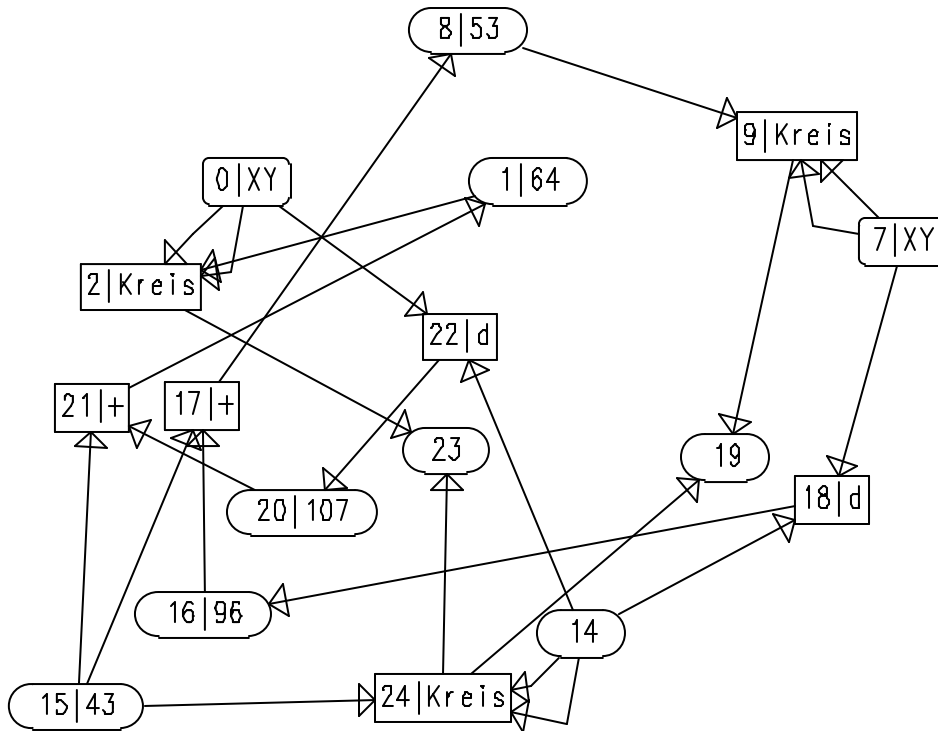 8|53
9|Kreis
0|XY
1|64
7|XY
2|Kreis
22|d
21|+
17|+
23
19
20|107
18|d
16|96
14
15|43
24|Kreis